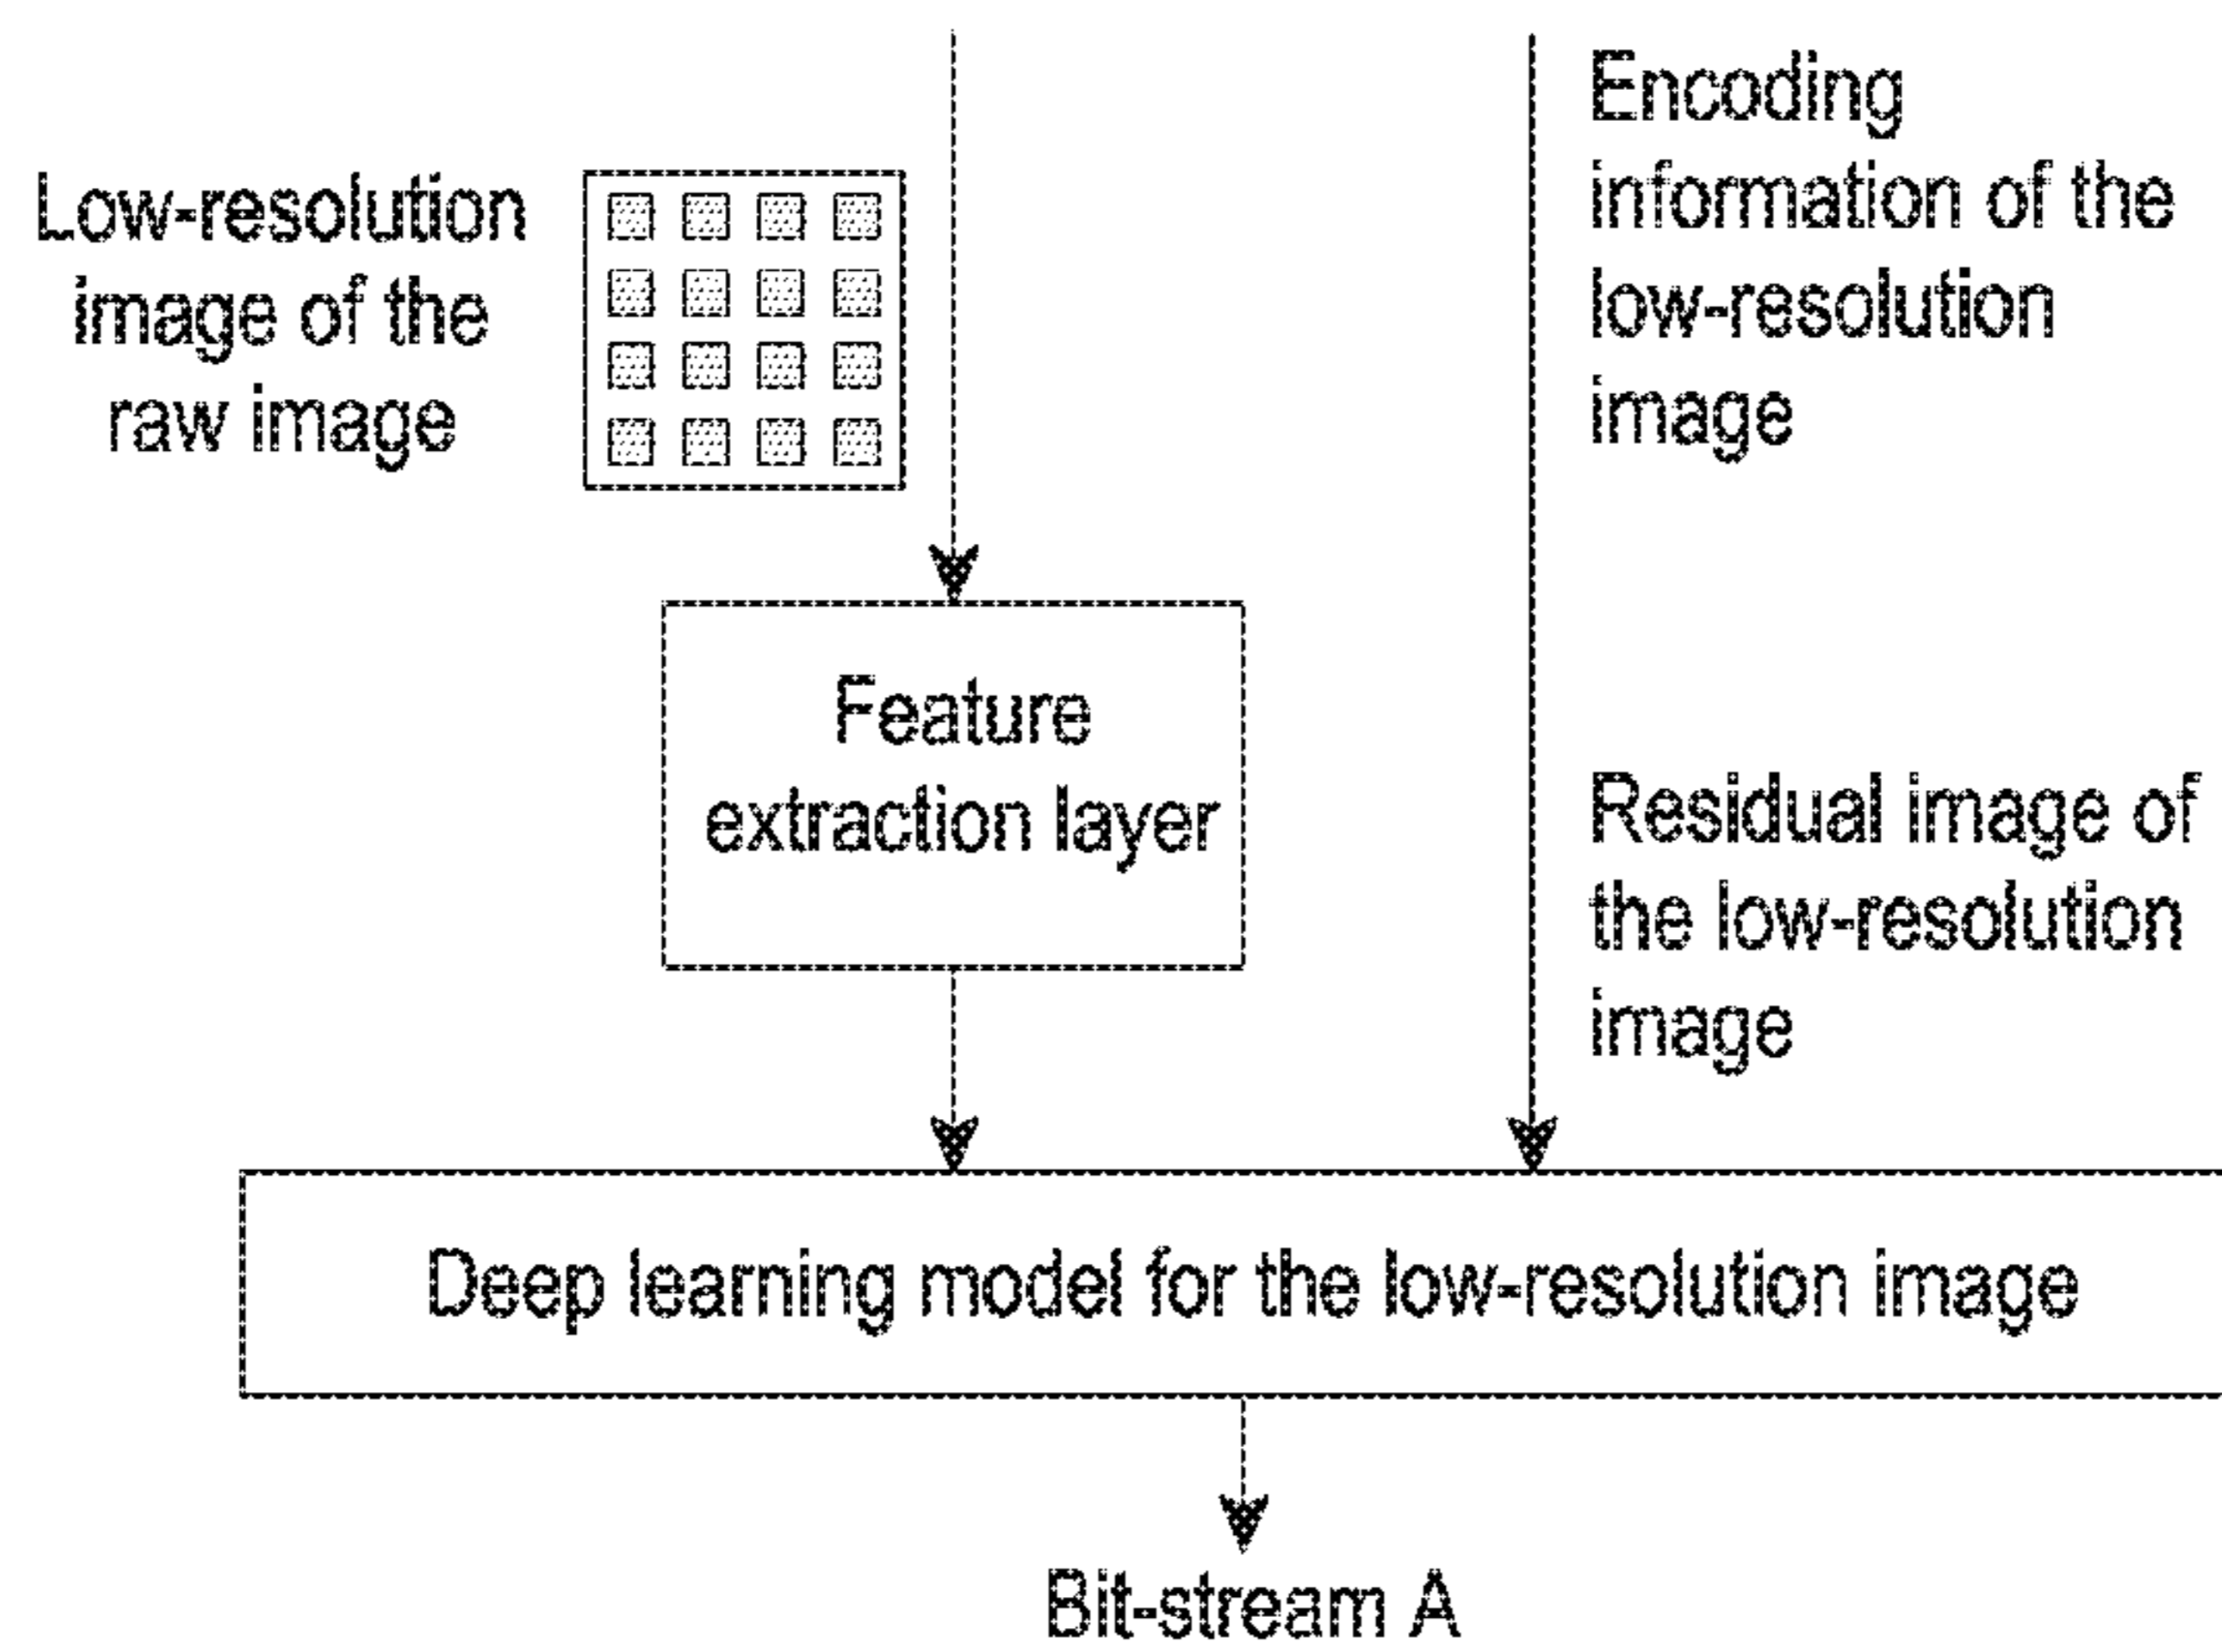 Low-resolution
image of the
raw image
Encoding
information of the
low-resolution
image
Feature
extraction layer
Residual image of
the low-resolution
image
Deep learning model for the low-resolution image
Bit-stream A